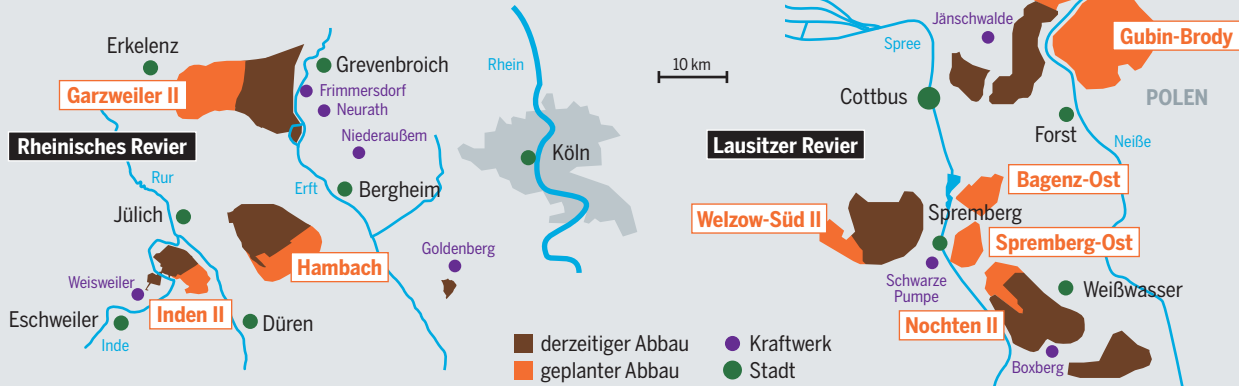 Erkelenz
Grevenbroich
Garzweiler II
Frimmersdorf
Neurath
Niederaußem
Rheinisches Revier
Rur
Erft
Bergheim
Jülich
Goldenberg
Weisweiler
Hambach
Inden II
Eschweiler
Düren
Inde
Rhein
Köln
10 km
derzeitiger Abbau
geplanter Abbau
Kraftwerk
Stadt
Jänschwalde
Gubin-Brody
Spree
Cottbus
POLEN
Forst
Lausitzer Revier
Neiße
Bagenz-Ost
Welzow-Süd II
Spremberg
Spremberg-Ost
Schwarze
Pumpe
Weißwasser
Nochten II
Boxberg